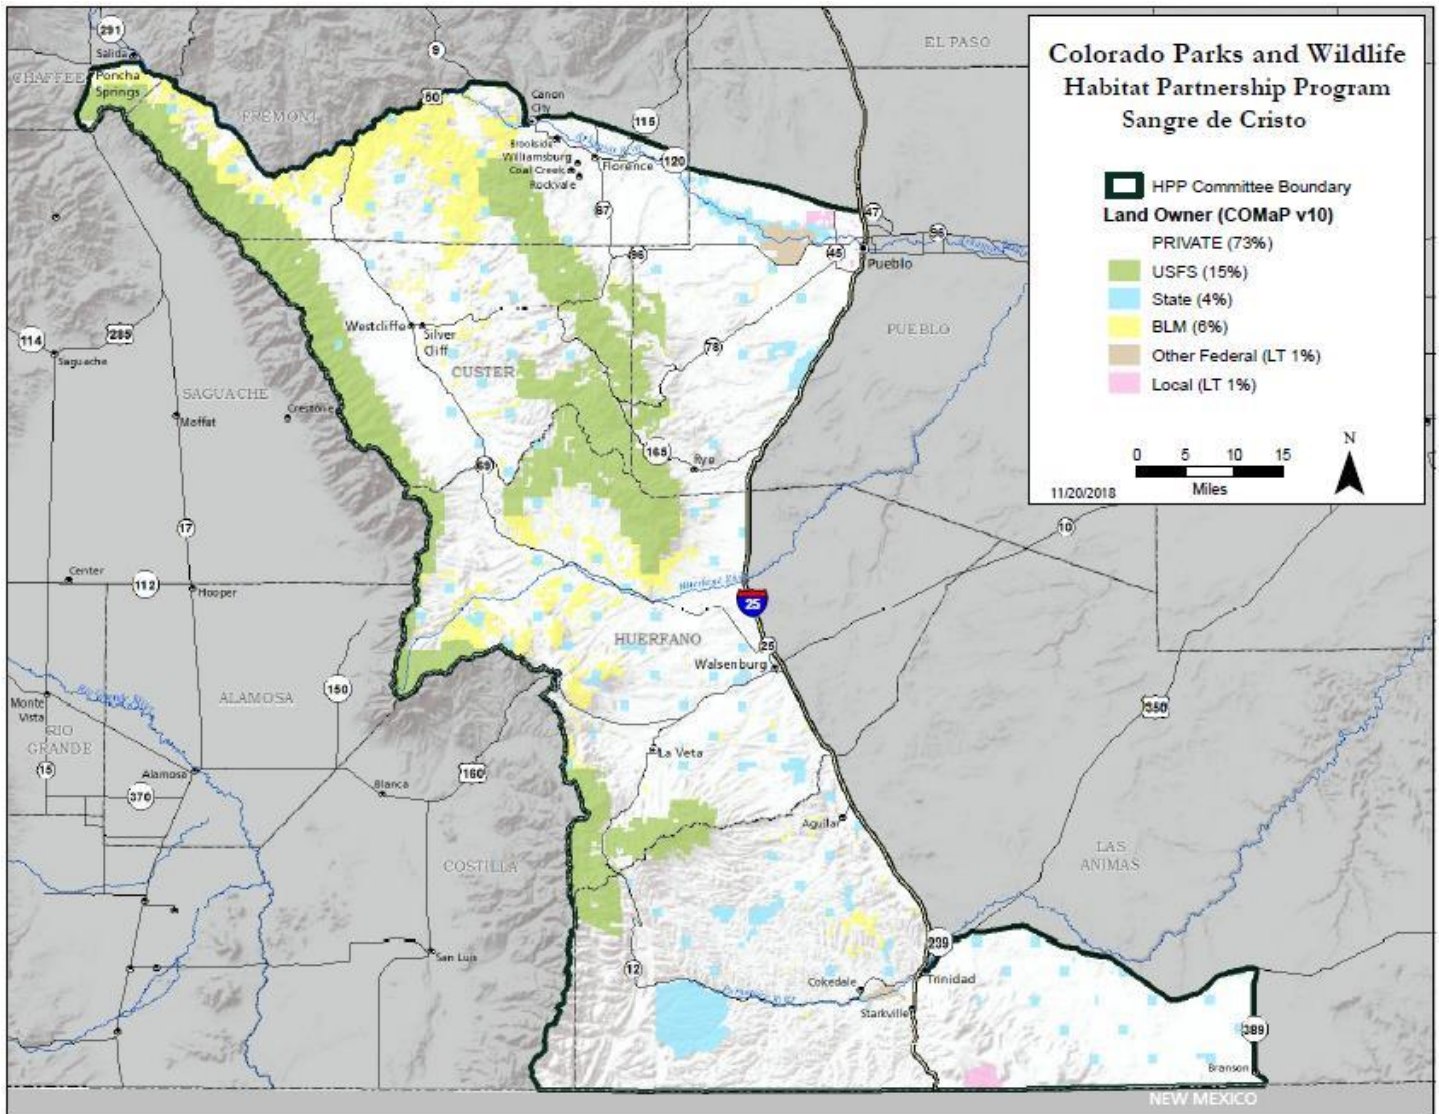 Colorado Parks and Wildlife
Habitat Partnership Program
Sangre de Cristo
HPP Committee Boundary
Land Owner (COMaP v10)
PRIVATE (73%)
USFS (15%)
State (4%)
BLM (6%)
Other Federal (LT 1%)
Local (LT 1%)
0 5 10 15
Miles
N
11/20/2018
291
Salida
9
EL PASO
CHAFFEE
Poncha
Springs
50
Canon
City
FREMONT
115
Brookside
Williamsburg
Coal Creek
Rockvale
Florence
120
67
47
96
96
45
Pueblo
Westcliffe
Silver
Cliff
78
PUEBLO
114
285
Saguache
CUSTER
SAGUACHE
Crestone
Moffat
69
165
Rye
17
10
Center
112
Hooper
Huerfano River
25
HUERFANO
25
Walsenburg
150
ALAMOSA
Monte
Vista
RIO
GRANDE
350
La Veta
15
Alamosa
160
Blanca
370
Aguilar
COSTILLA
LAS
ANIMAS
239
San Luis
12
Cokedale
Trinidad
Starkville
389
Branson
NEW MEXICO